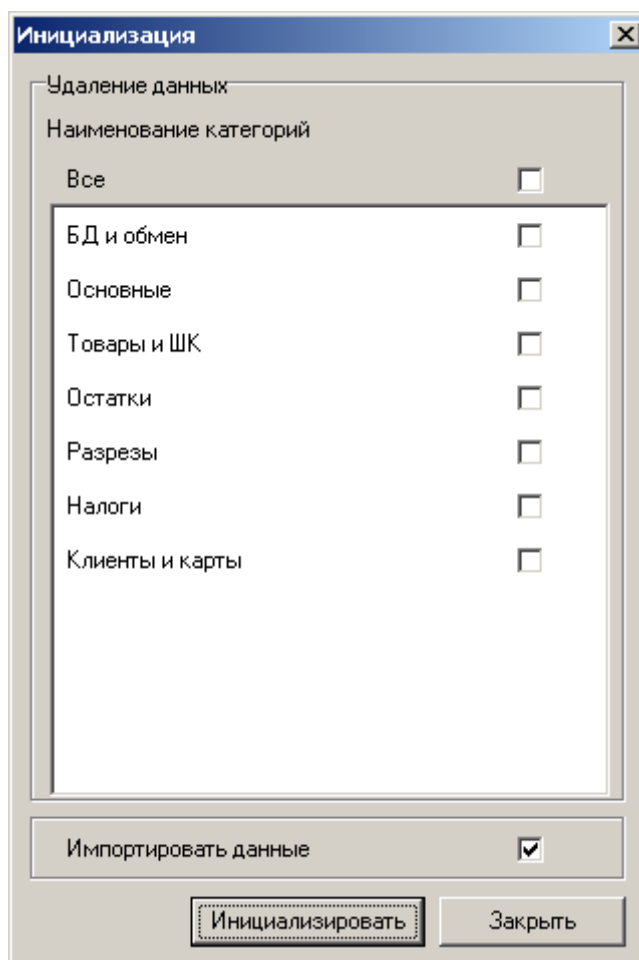 Инициализация
Удаление данных
Наименование категорий
Все
БД и обмен
Основные
Товары и ШК
Остатки
Разрезы
Налоги
Клиенты и карты
Импортировать данные
Инициализировать Закрыть